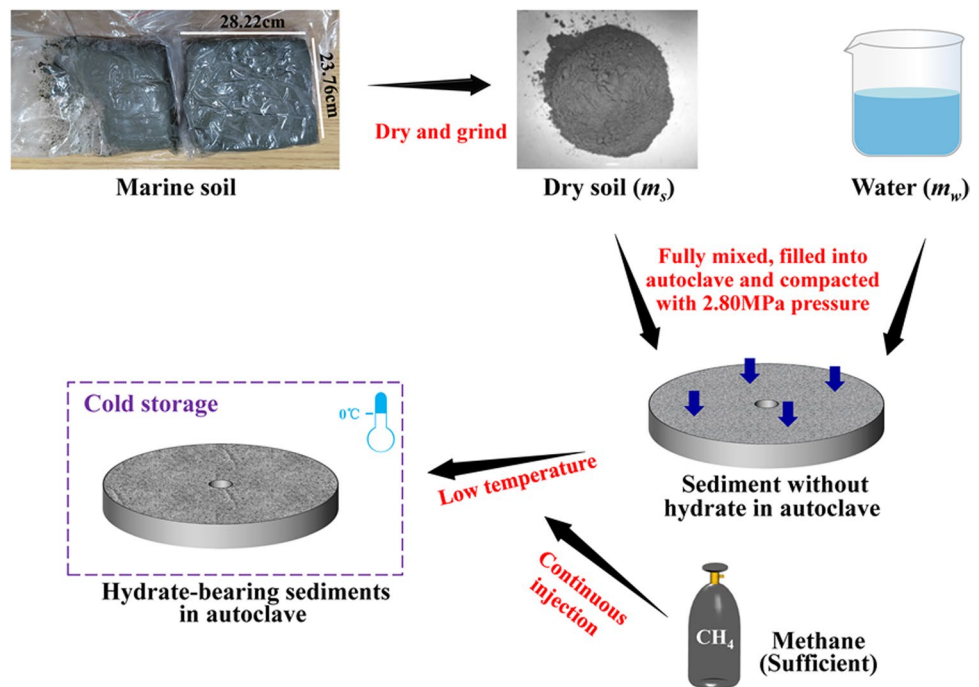 28.22cm
23.76cm
Dry and grind
Marine soil
Dry soil (mₛ)
Water (m_w)
Fully mixed, filled into
autoclave and compacted
with 2.80MPa pressure
Cold storage
0℃
Low temperature
Sediment without
hydrate in autoclave
Hydrate-bearing sediments
in autoclave
Continuous
injection
CH₄
Methane
(Sufficient)